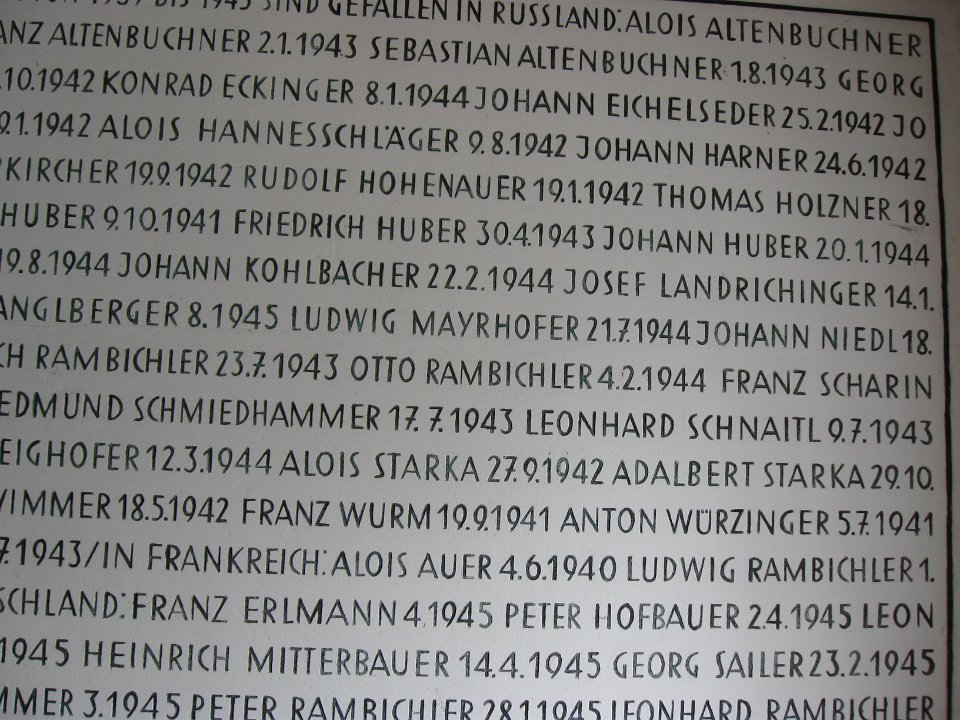 1939 BIS 1945 SIND GEFALLEN IN RUSSLAND: ALOIS ALTENBUCHNER
ANZ ALTENBUCHNER 2.1.1943 SEBASTIAN ALTENBUCHNER 1.8.1943 GEORG
.10.1942 KONRAD ECKINGER 8.1.1944 JOHANN EICHELSEDER 25.2.1942 JO
9.1.1942 ALOIS HANNESSCHLÄGER 9.8.1942 JOHANN HARNER 24.6.1942
KIRCHER 19.9.1942 RUDOLF HOHENAUER 19.1.1942 THOMAS HOLZNER 18.
HUBER 9.10.1941 FRIEDRICH HUBER 30.4.1943 JOHANN HUBER 20.1.1944
19.8.1944 JOHANN KOHLBACHER 22.2.1944 JOSEF LANDRICHINGER 14.1.
ANGLBERGER 8.1945 LUDWIG MAYRHOFER 21.7.1944 JOHANN NIEDL 18.
CH RAMBICHLER 23.7.1943 OTTO RAMBICHLER 4.2.1944 FRANZ SCHARIN
EDMUND SCHMIEDHAMMER 17.7.1943 LEONHARD SCHNAITL 9.7.1943
EIGHOFER 12.3.1944 ALOIS STARKA 27.9.1942 ADALBERT STARKA 29.10.
WIMMER 18.5.1942 FRANZ WURM 19.9.1941 ANTON WÜRZINGER 5.7.1941
7.1943/IN FRANKREICH: ALOIS AUER 4.6.1940 LUDWIG RAMBICHLER 1.
SCHLAND: FRANZ ERLMANN 4.1945 PETER HOFBAUER 2.4.1945 LEON
1945 HEINRICH MITTERBAUER 14.4.1945 GEORG SAILER 23.2.1945
MMER 3.1945 PETER RAMBICHLER 28.1.1945 LEONHARD RAMBICHLER